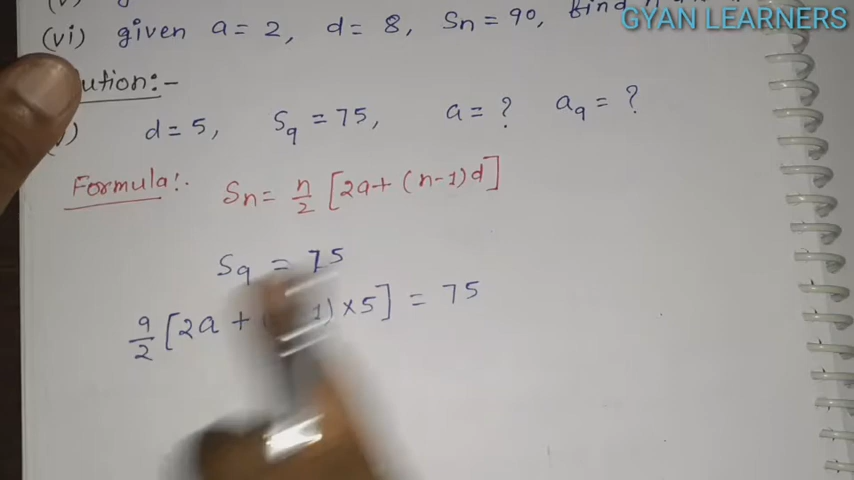 GYAN LEARNERS
(vi) given a = 2, d = 8, Sn = 90, find
ution:-
d = 5, S9 = 75, a = ? a9 = ?
Formula:- Sn = n/2 [2a + (n-1)d]
S9 = 75
9/2 [2a + ( 1) × 5] = 75